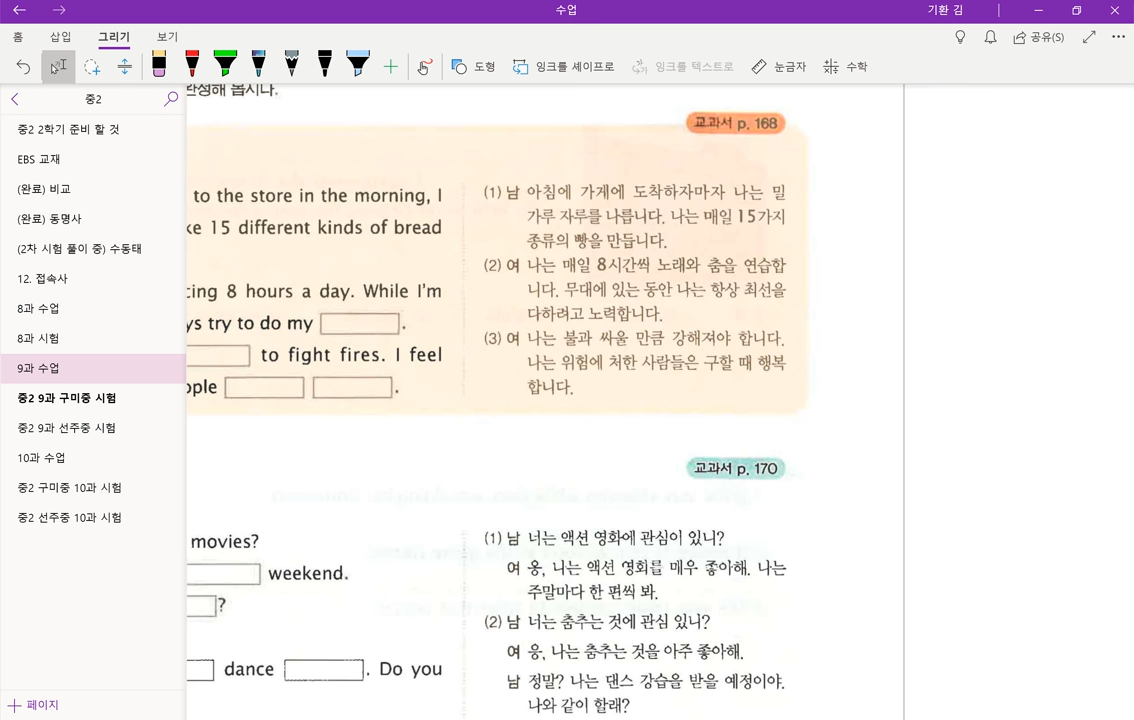 수업
기환 김
홈 삽입 그리기 보기
공유(S)
도형
잉크를 셰이프로
잉크를 텍스트로
눈금자
수학
중2
중2 2학기 준비 할 것
EBS 교재
(완료) 비교
(완료) 동명사
(2차 시험 풀이 중) 수동태
12. 접속사
8과 수업
8과 시험
9과 수업
중2 9과 구미중 시험
중2 9과 선주중 시험
10과 수업
중2 구미중 10과 시험
중2 선주중 10과 시험
페이지
완성해 봅시다.
교과서 p. 168
to the store in the morning, I
ke 15 different kinds of bread
cing 8 hours a day. While I'm
ys try to do my .
to fight fires. I feel
ople .
(1) 남 아침에 가게에 도착하자마자 나는 밀
가루 자루를 나릅니다. 나는 매일 15가지
종류의 빵을 만듭니다.
(2) 여 나는 매일 8시간씩 노래와 춤을 연습합
니다. 무대에 있는 동안 나는 항상 최선을
다하려고 노력합니다.
(3) 여 나는 불과 싸울 만큼 강해져야 합니다.
나는 위험에 처한 사람들은 구할 때 행복
합니다.
교과서 p. 170
movies?
weekend.
?
dance . Do you
(1) 남 너는 액션 영화에 관심이 있니?
여 응, 나는 액션 영화를 매우 좋아해. 나는
주말마다 한 편씩 봐.
(2) 남 너는 춤추는 것에 관심 있니?
여 응, 나는 춤추는 것을 아주 좋아해.
남 정말? 나는 댄스 강습을 받을 예정이야.
나와 같이 할래?